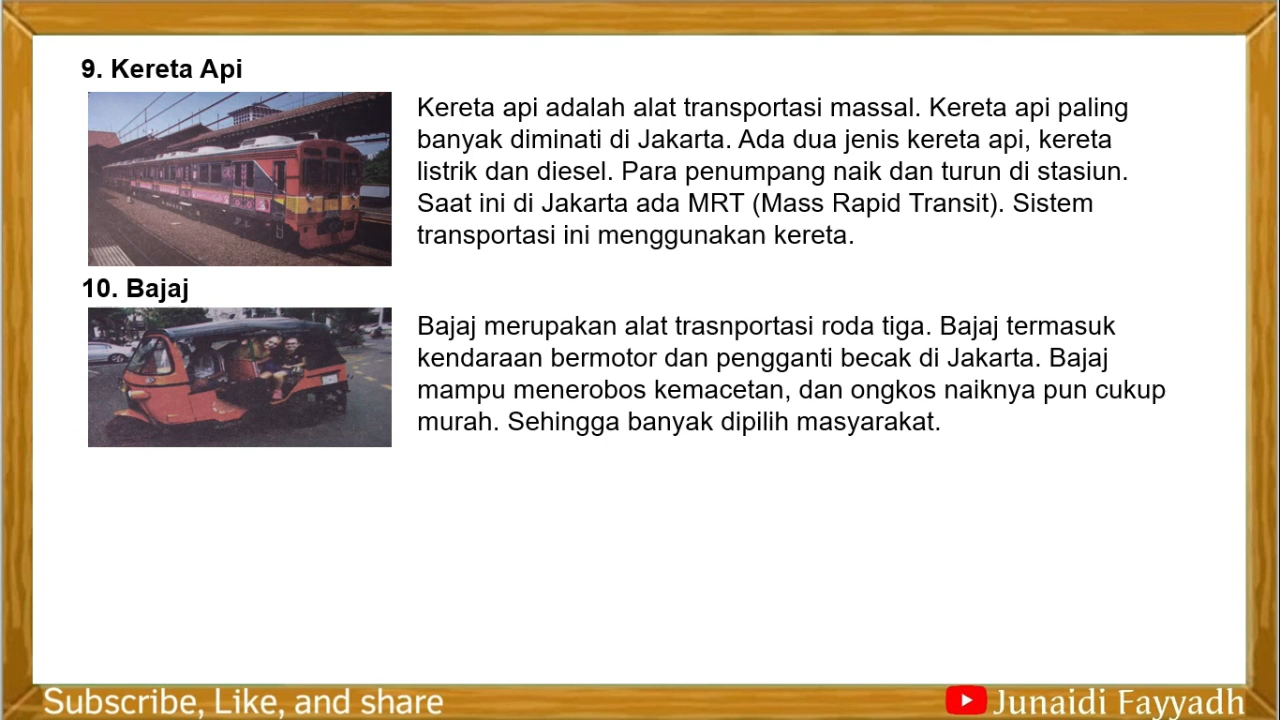 9. Kereta Api
Kereta api adalah alat transportasi massal. Kereta api paling
banyak diminati di Jakarta. Ada dua jenis kereta api, kereta
listrik dan diesel. Para penumpang naik dan turun di stasiun.
Saat ini di Jakarta ada MRT (Mass Rapid Transit). Sistem
transportasi ini menggunakan kereta.
10. Bajaj
Bajaj merupakan alat trasnportasi roda tiga. Bajaj termasuk
kendaraan bermotor dan pengganti becak di Jakarta. Bajaj
mampu menerobos kemacetan, dan ongkos naiknya pun cukup
murah. Sehingga banyak dipilih masyarakat.
Subscribe, Like, and share
Junaidi Fayyadh